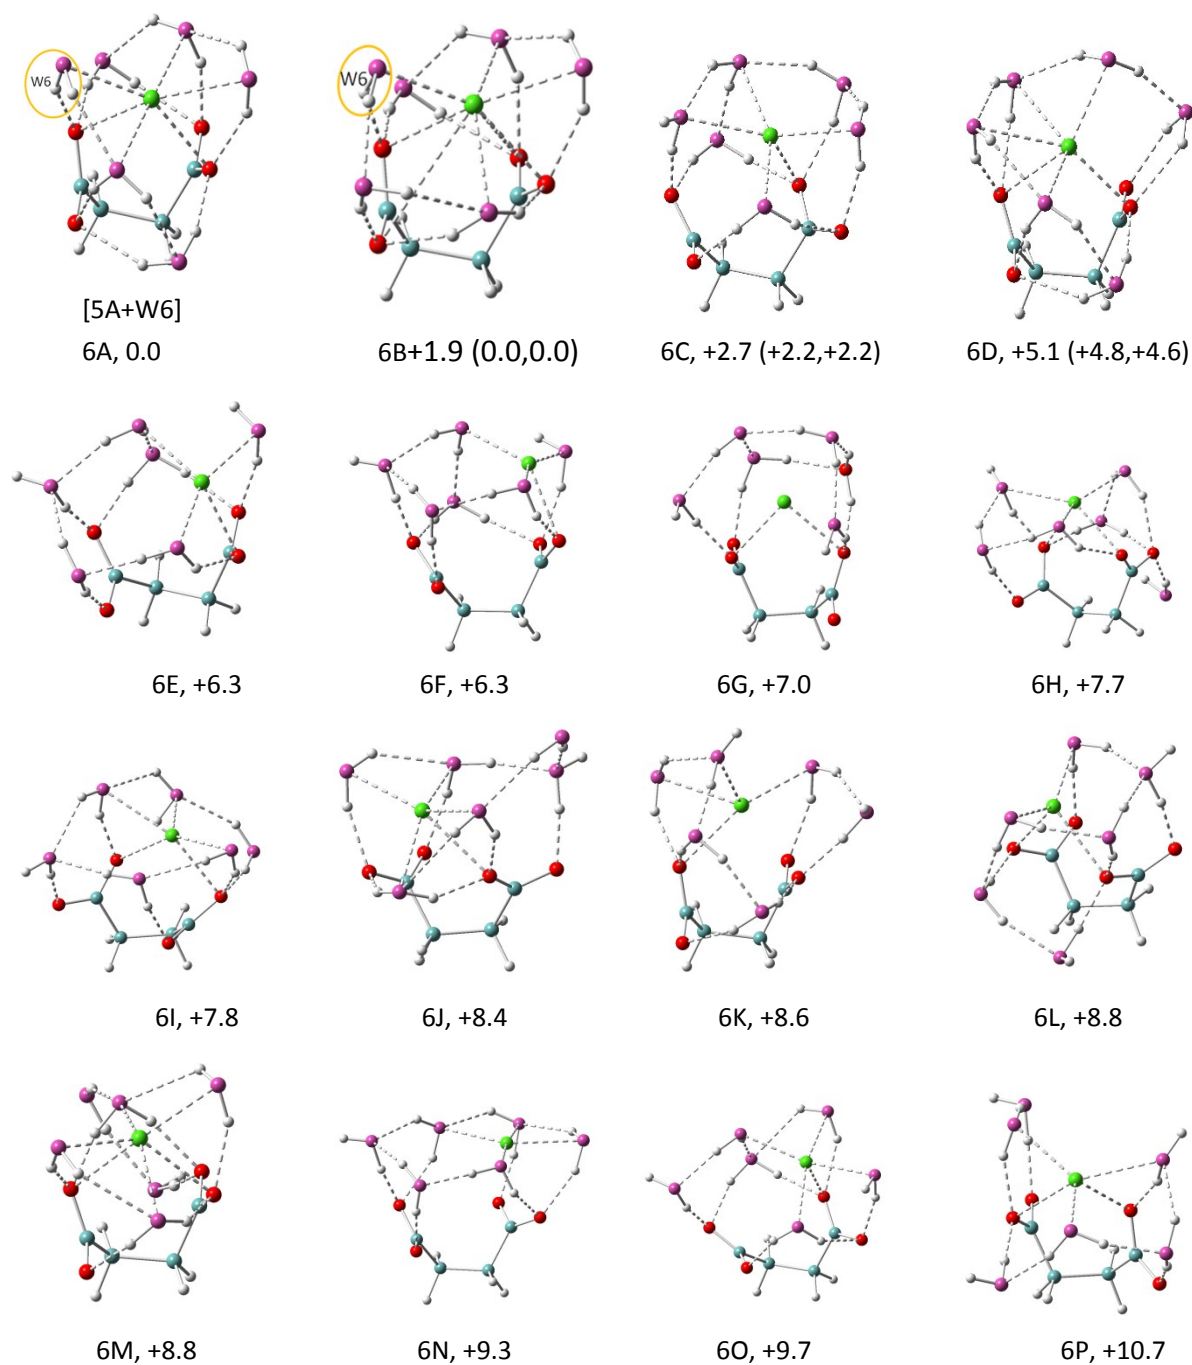 W6
W6
[5A+W6]
6A, 0.0
6B+1.9 (0.0,0.0)
6C, +2.7 (+2.2,+2.2)
6D, +5.1 (+4.8,+4.6)
6E, +6.3
6F, +6.3
6G, +7.0
6H, +7.7
6I, +7.8
6J, +8.4
6K, +8.6
6L, +8.8
6M, +8.8
6N, +9.3
6O, +9.7
6P, +10.7